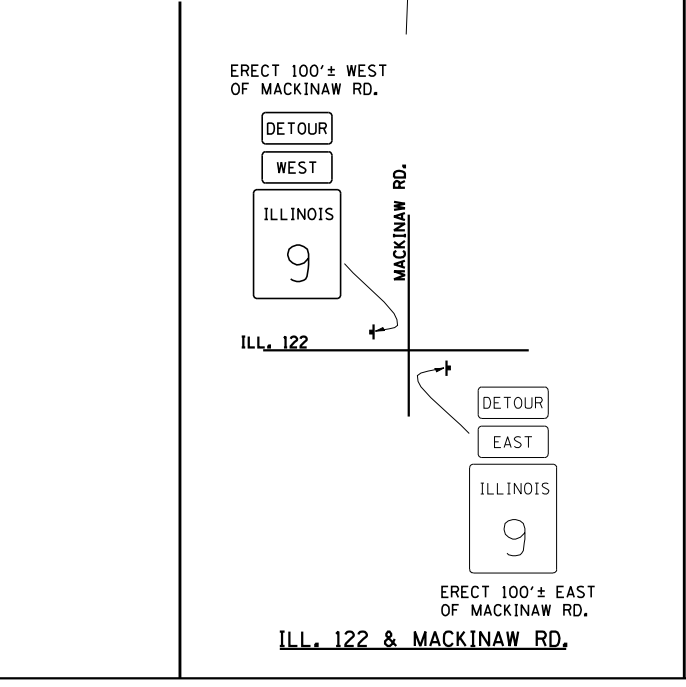 ERECT 100'± WEST
OF MACKINAW RD.
DETOUR
WEST
ILLINOIS
9
MACKINAW RD.
ILL. 122
DETOUR
EAST
ILLINOIS
9
ERECT 100'± EAST
OF MACKINAW RD.
ILL. 122 & MACKINAW RD.